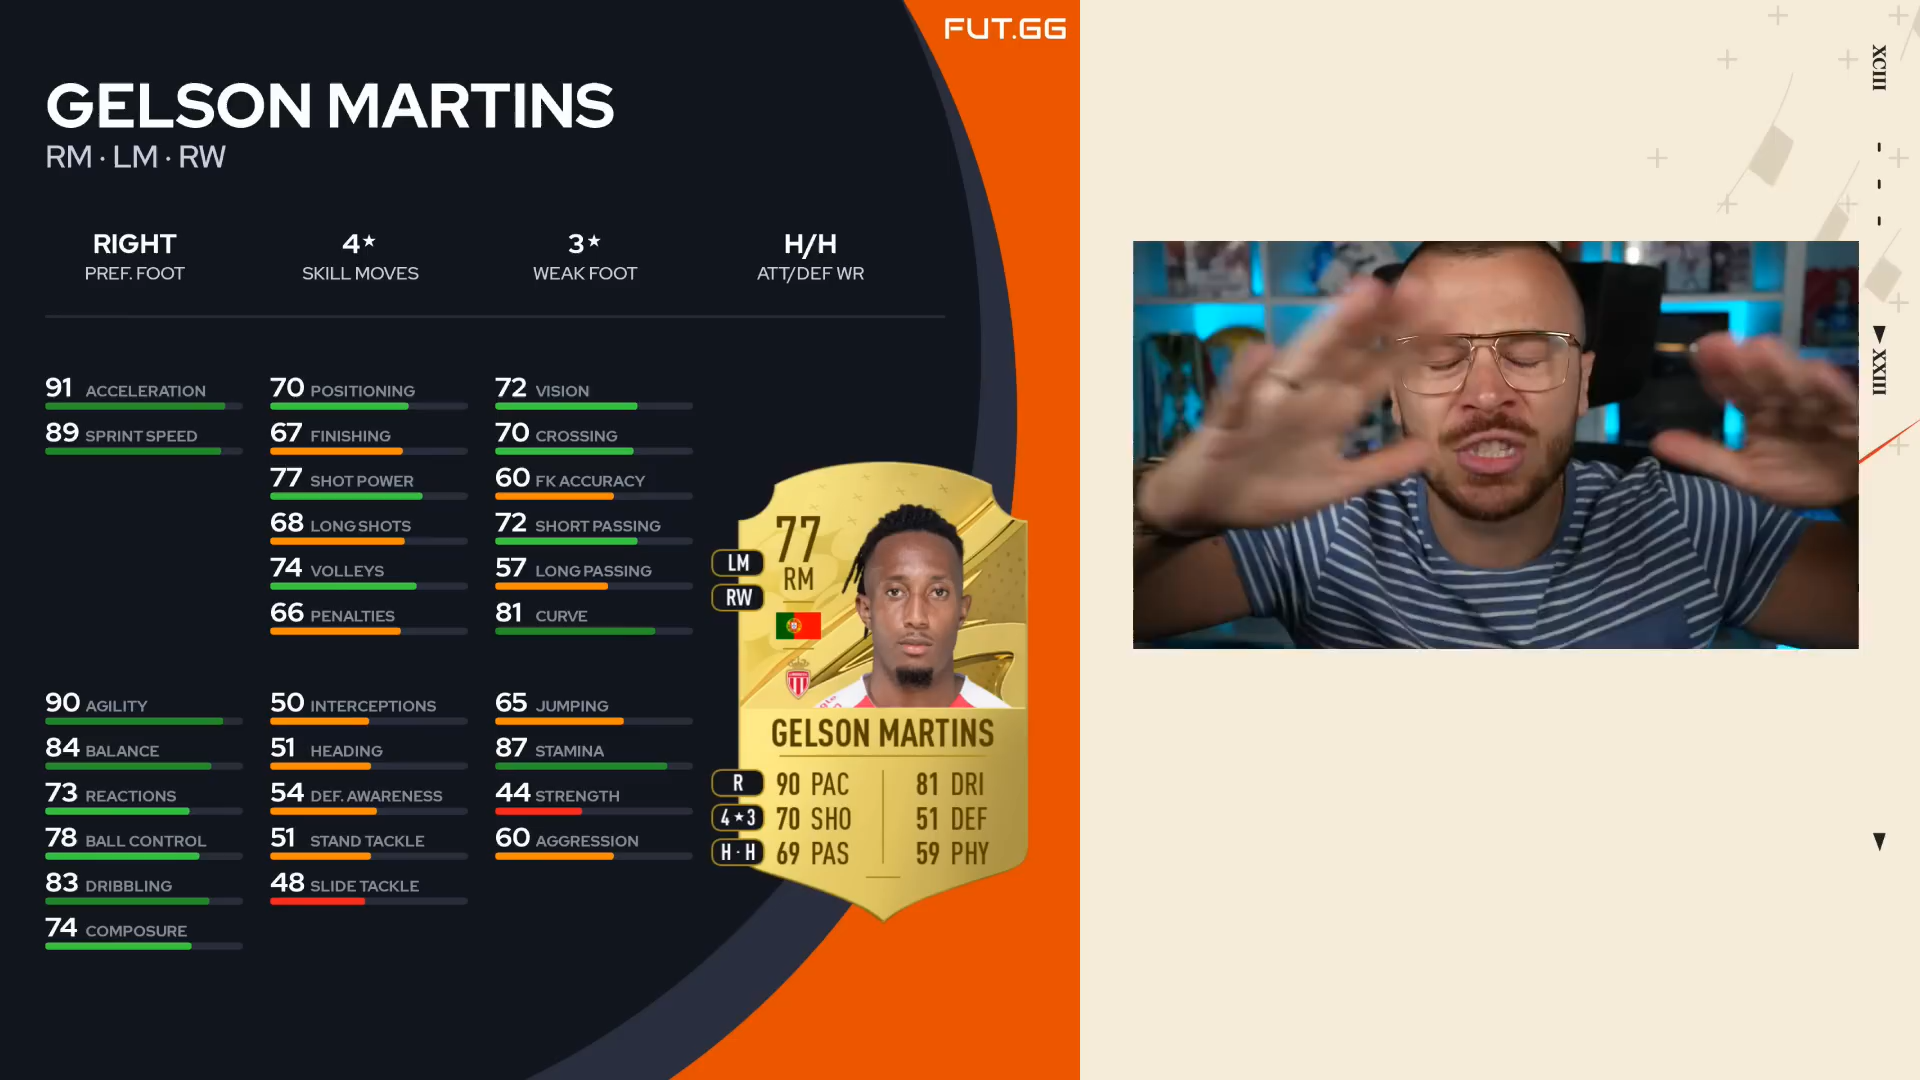 FUT.GG
GELSON MARTINS
RM · LM · RW
RIGHT
PREF. FOOT
4★
SKILL MOVES
3★
WEAK FOOT
H/H
ATT/DEF WR
91 ACCELERATION
89 SPRINT SPEED
70 POSITIONING
67 FINISHING
77 SHOT POWER
68 LONG SHOTS
74 VOLLEYS
66 PENALTIES
72 VISION
70 CROSSING
60 FK ACCURACY
72 SHORT PASSING
57 LONG PASSING
81 CURVE
90 AGILITY
84 BALANCE
73 REACTIONS
78 BALL CONTROL
83 DRIBBLING
74 COMPOSURE
50 INTERCEPTIONS
51 HEADING
54 DEF. AWARENESS
51 STAND TACKLE
48 SLIDE TACKLE
65 JUMPING
87 STAMINA
44 STRENGTH
60 AGGRESSION
77
RM
LM
RW
GELSON MARTINS
R
4★3
H·H
90 PAC
70 SHO
69 PAS
81 DRI
51 DEF
59 PHY
XCIII
XXIII